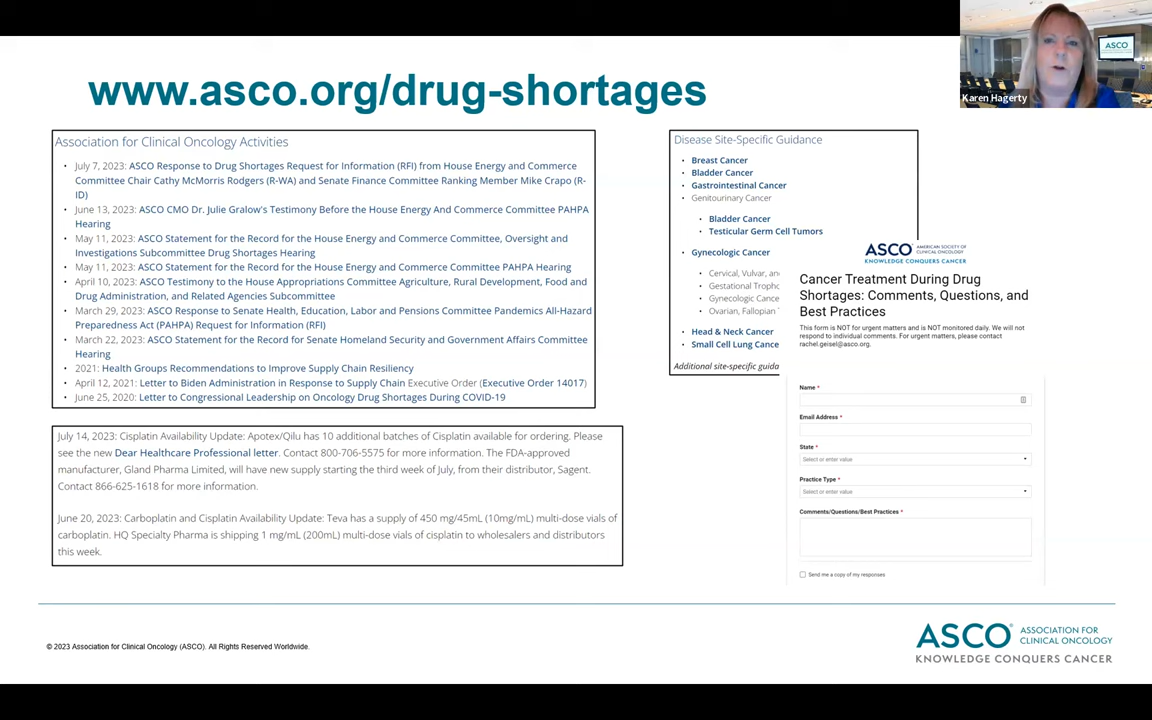 ASCO
Karen Hagerty
www.asco.org/drug-shortages
Association for Clinical Oncology Activities
• July 7, 2023: ASCO Response to Drug Shortages Request for Information (RFI) from House Energy and Commerce
Committee Chair Cathy McMorris Rodgers (R-WA) and Senate Finance Committee Ranking Member Mike Crapo (R-
ID)
• June 13, 2023: ASCO CMO Dr. Julie Gralow's Testimony Before the House Energy And Commerce Committee PAHPA
Hearing
• May 11, 2023: ASCO Statement for the Record for the House Energy and Commerce Committee, Oversight and
Investigations Subcommittee Drug Shortages Hearing
• May 11, 2023: ASCO Statement for the Record for the House Energy and Commerce Committee PAHPA Hearing
• April 10, 2023: ASCO Testimony to the House Appropriations Committee Agriculture, Rural Development, Food and
Drug Administration, and Related Agencies Subcommittee
• March 29, 2023: ASCO Response to Senate Health, Education, Labor and Pensions Committee Pandemics All-Hazard
Preparedness Act (PAHPA) Request for Information (RFI)
• March 22, 2023: ASCO Statement for the Record for Senate Homeland Security and Government Affairs Committee
Hearing
• 2021: Health Groups Recommendations to Improve Supply Chain Resiliency
• April 12, 2021: Letter to Biden Administration in Response to Supply Chain Executive Order (Executive Order 14017)
• June 25, 2020: Letter to Congressional Leadership on Oncology Drug Shortages During COVID-19
July 14, 2023: Cisplatin Availability Update: Apotex/Qilu has 10 additional batches of Cisplatin available for ordering. Please
see the new Dear Healthcare Professional letter. Contact 800-706-5575 for more information. The FDA-approved
manufacturer, Gland Pharma Limited, will have new supply starting the third week of July, from their distributor, Sagent.
Contact 866-625-1618 for more information.
June 20, 2023: Carboplatin and Cisplatin Availability Update: Teva has a supply of 450 mg/45mL (10mg/mL) multi-dose vials of
carboplatin. HQ Specialty Pharma is shipping 1 mg/mL (200mL) multi-dose vials of cisplatin to wholesalers and distributors
this week.
Disease Site-Specific Guidance
• Breast Cancer
• Bladder Cancer
• Gastrointestinal Cancer
• Genitourinary Cancer
• Bladder Cancer
• Testicular Germ Cell Tumors
• Gynecologic Cancer
• Cervical, Vulvar, an
• Gestational Tropho
• Gynecologic Cance
• Ovarian, Fallopian
• Head & Neck Cancer
• Small Cell Lung Cance
Additional site-specific guida
ASCO AMERICAN SOCIETY OF
CLINICAL ONCOLOGY
KNOWLEDGE CONQUERS CANCER
Cancer Treatment During Drug
Shortages: Comments, Questions, and
Best Practices
This form is NOT for urgent matters and is NOT monitored daily. We will not
respond to individual comments. For urgent matters, please contact
rachel.geisel@asco.org.
Name *
Email Address *
State *
Select or enter value
Practice Type *
Select or enter value
Comments/Questions/Best Practices *
Send me a copy of my responses
© 2023 Association for Clinical Oncology (ASCO). All Rights Reserved Worldwide.
ASCO® ASSOCIATION FOR
CLINICAL ONCOLOGY
KNOWLEDGE CONQUERS CANCER